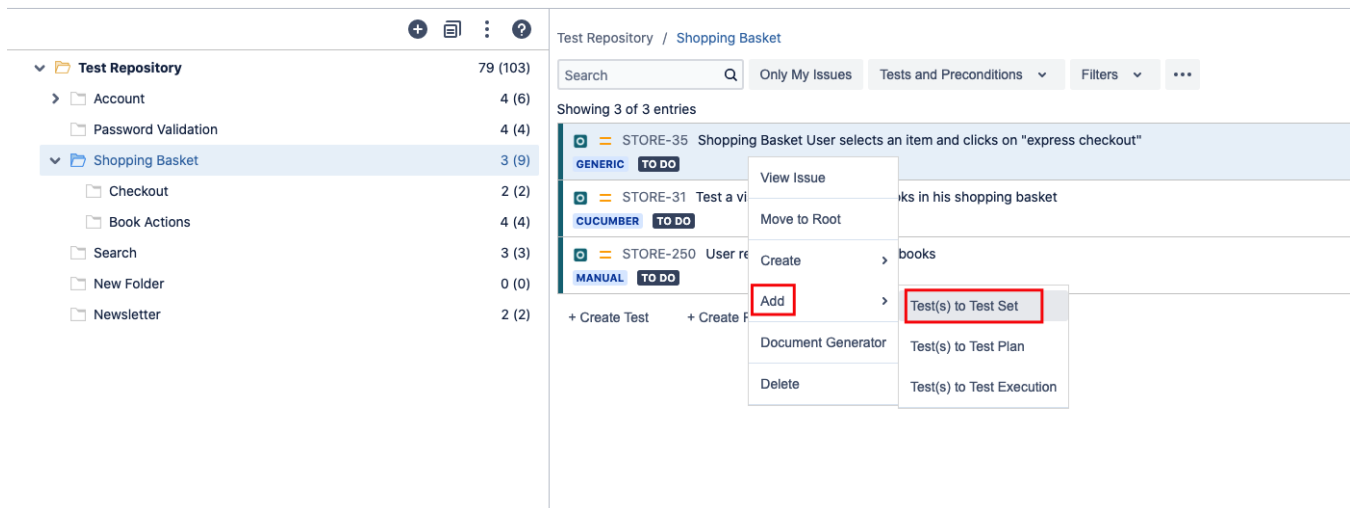 Test Repository 79 (103)
Account 4 (6)
Password Validation 4 (4)
Shopping Basket 3 (9)
Checkout 2 (2)
Book Actions 4 (4)
Search 3 (3)
New Folder 0 (0)
Newsletter 2 (2)
Test Repository / Shopping Basket
Search Only My Issues Tests and Preconditions Filters
Showing 3 of 3 entries
STORE-35 Shopping Basket User selects an item and clicks on "express checkout"
GENERIC TO DO
STORE-31 Test a in his shopping basket
CUCUMBER TO DO
STORE-250 User books
MANUAL TO DO
+ Create Test + Create
View Issue
Move to Root
Create
Add
Document Generator
Delete
Test(s) to Test Set
Test(s) to Test Plan
Test(s) to Test Execution